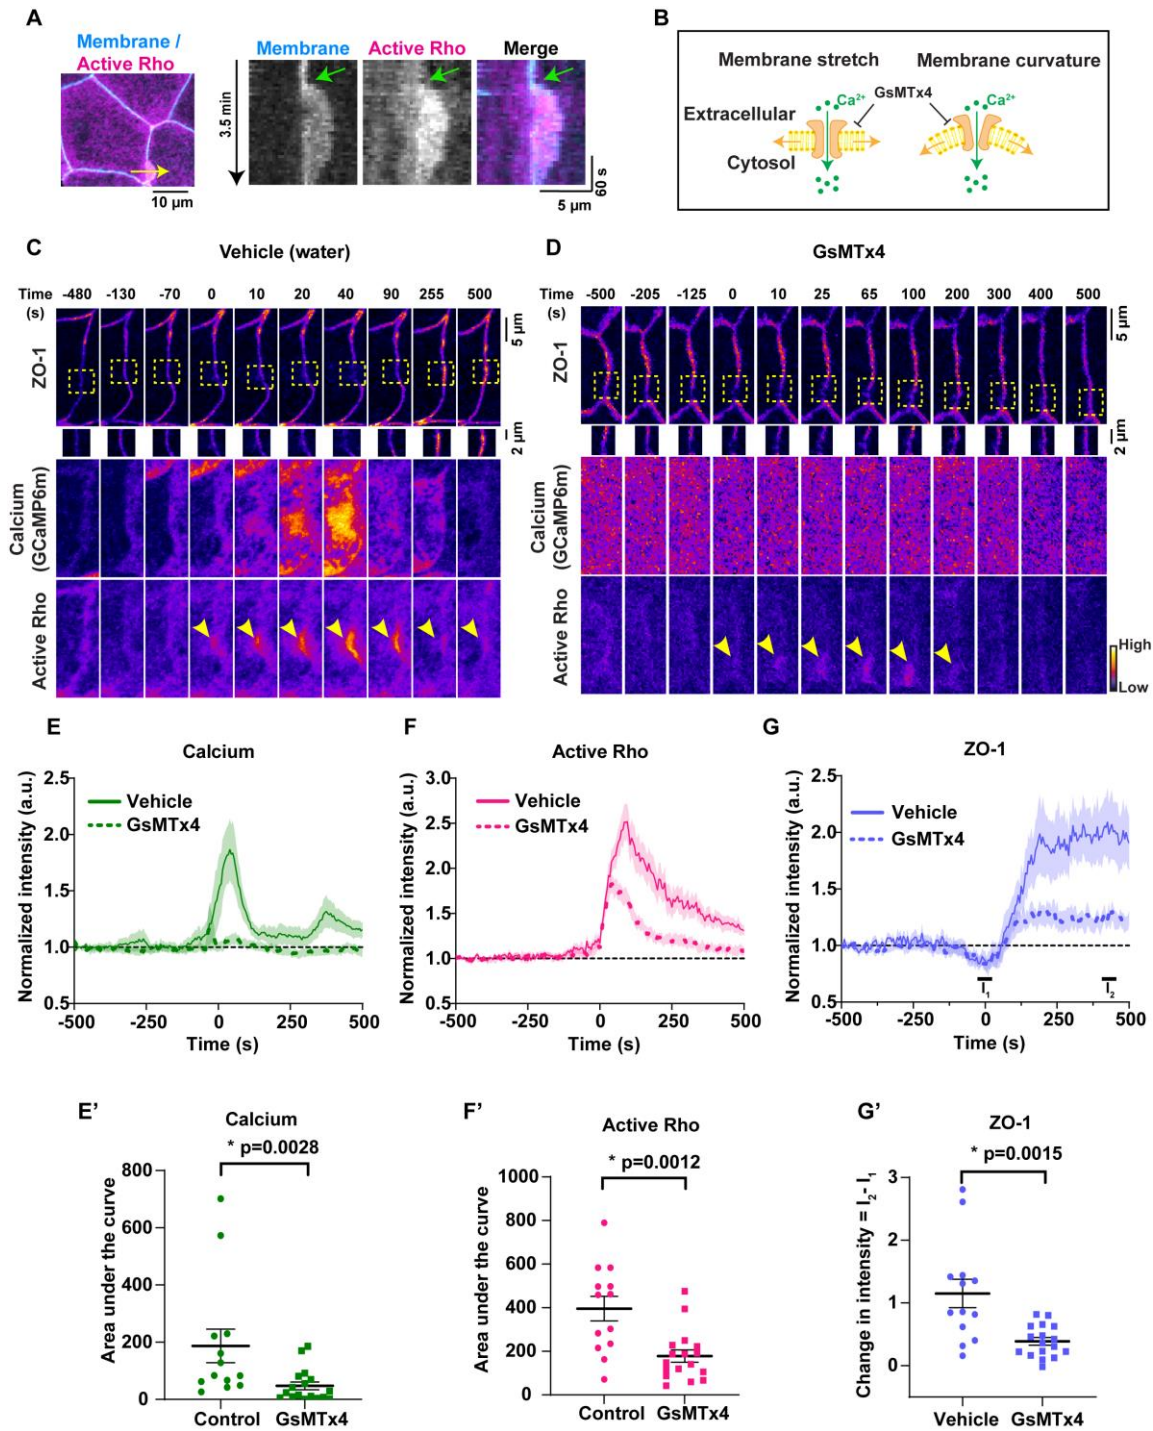 A
Membrane /
Active Rho
10 µm
3.5 min
Membrane
Active Rho
Merge
60 s
5 µm
B
Membrane stretch
Membrane curvature
GsMTx4
Ca²⁺
Ca²⁺
Extracellular
Cytosol
C
Vehicle (water)
Time (s)
-480 -130 -70 0 10 20 40 90 255 500
ZO-1
5 µm
2 µm
Calcium (GCaMP6m)
Active Rho
D
GsMTx4
Time (s)
-500 -205 -125 0 10 25 65 100 200 300 400 500
ZO-1
5 µm
2 µm
Calcium (GCaMP6m)
Active Rho
High
Low
E
Calcium
Normalized intensity (a.u.)
2.5
2.0
1.5
1.0
0.5
Vehicle
GsMTx4
-500 -250 0 250 500
Time (s)
F
Active Rho
Normalized intensity (a.u.)
3.0
2.5
2.0
1.5
1.0
0.5
Vehicle
GsMTx4
-500 -250 0 250 500
Time (s)
G
ZO-1
Normalized intensity (a.u.)
2.5
2.0
1.5
1.0
0.5
Vehicle
GsMTx4
I₁
I₂
-500 -250 0 250 500
Time (s)
E’
Calcium
* p=0.0028
Area under the curve
800
600
400
200
0
Control GsMTx4
F’
Active Rho
* p=0.0012
Area under the curve
1000
800
600
400
200
0
Control GsMTx4
G’
ZO-1
* p=0.0015
Change in intensity = I₂- I₁
3
2
1
0
Vehicle GsMTx4